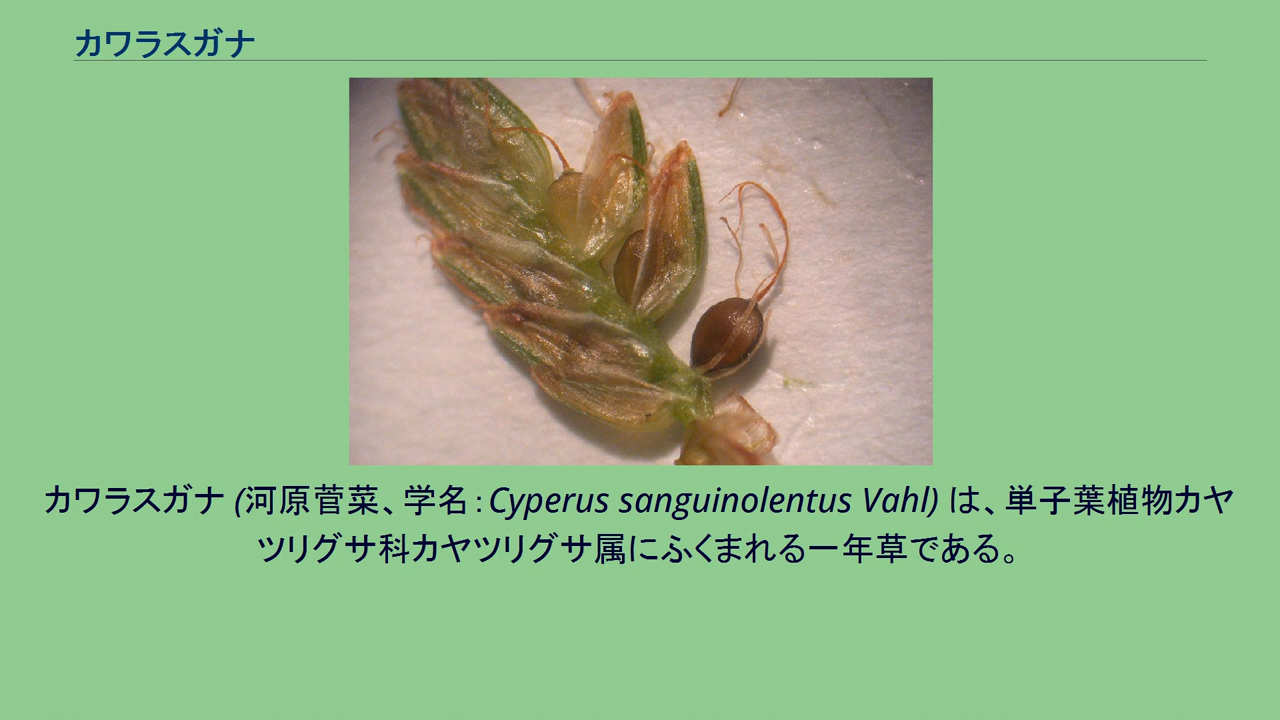 カワラスガナ
カワラスガナ (河原菅菜、学名 : Cyperus sanguinolentus Vahl) は、単子葉植物カヤ
ツリグサ科カヤツリグサ属にふくまれる一年草である。